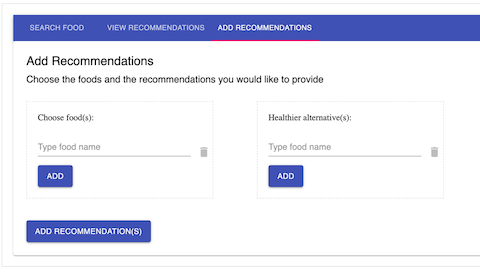 SEARCH FOOD VIEW RECOMMENDATIONS ADD RECOMMENDATIONS
Add Recommendations
Choose the foods and the recommendations you would like to provide
Choose food(s):
Type food name
ADD
Healthier alternative(s):
Type food name
ADD
ADD RECOMMENDATION(S)